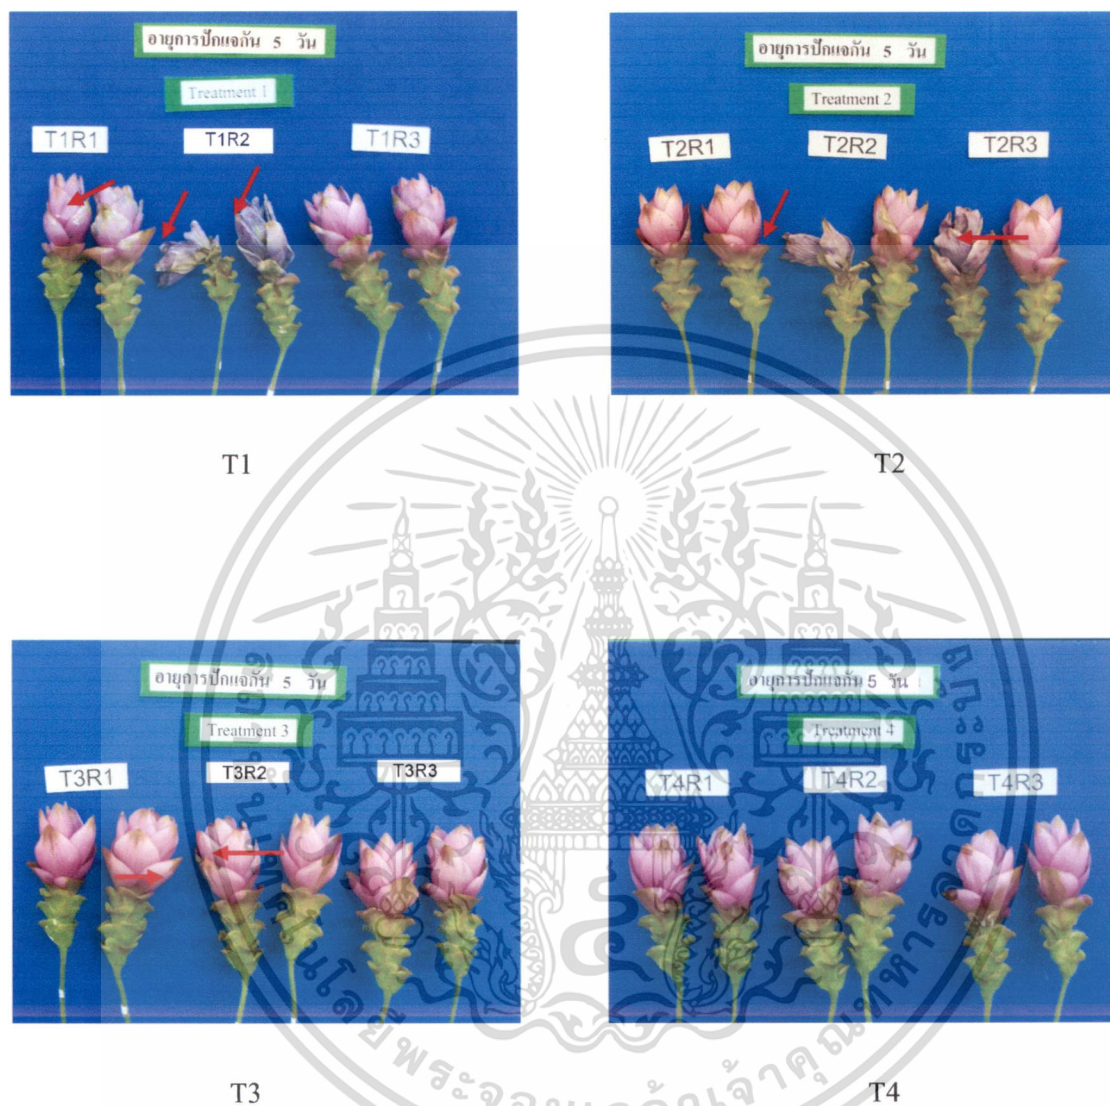 อายุการปักแจกัน 5 วัน
Treatment 1
T1R1 T1R2 T1R3
อายุการปักแจกัน 5 วัน
Treatment 2
T2R1 T2R2 T2R3
T1
T2
อายุการปักแจกัน 5 วัน
Treatment 3
T3R1 T3R2 T3R3
อายุการปักแจกัน 5 วัน
Treatment 4
T4R1 T4R2 T4R3
T3
T4